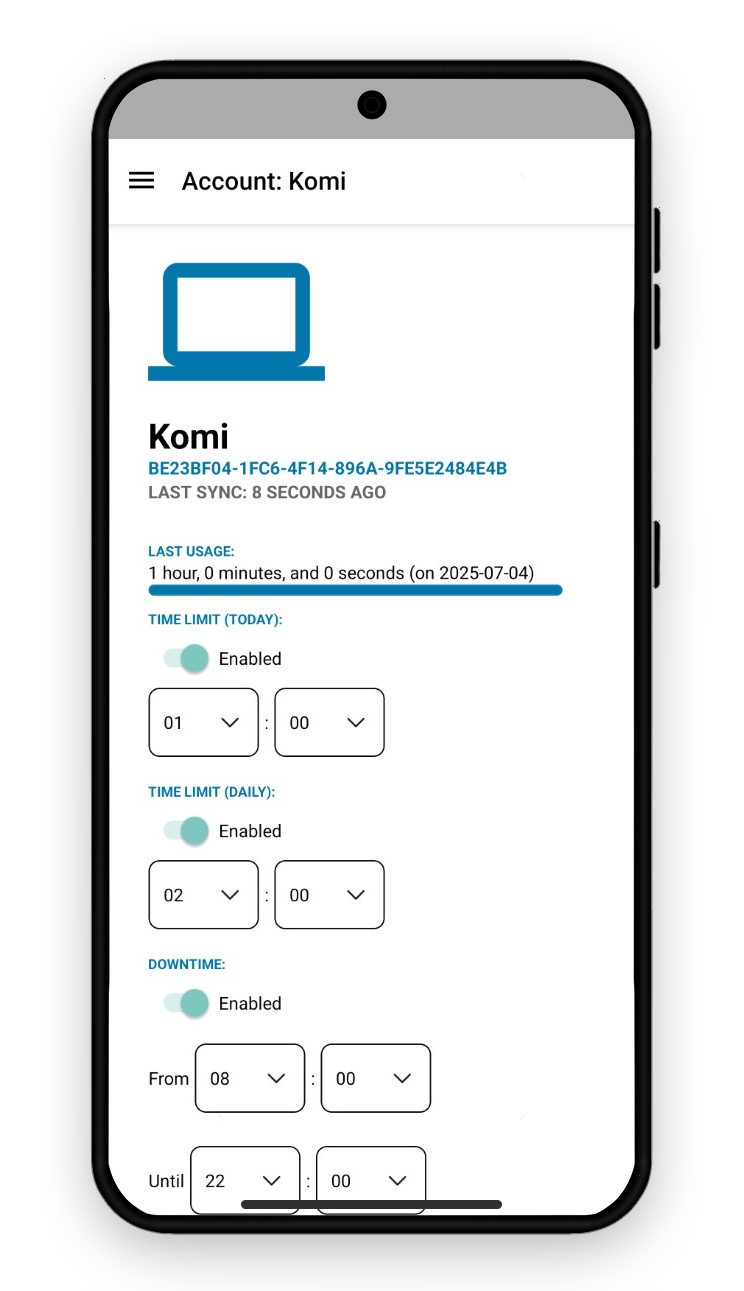 Account: Komi
Komi
BE23BF04-1FC6-4F14-896A-9FE5E2484E4B
LAST SYNC: 8 SECONDS AGO
LAST USAGE:
1 hour, 0 minutes, and 0 seconds (on 2025-07-04)
TIME LIMIT (TODAY):
Enabled
01 : 00
TIME LIMIT (DAILY):
Enabled
02 : 00
DOWNTIME:
Enabled
From 08 : 00
Until 22 : 00